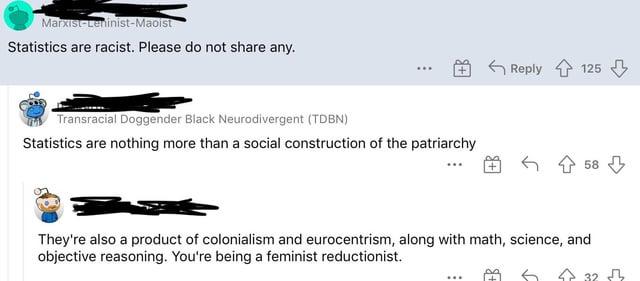 Marxist-Leninist-Maoist
Statistics are racist. Please do not share any.
Reply 125
Transracial Doggender Black Neurodivergent (TDBN)
Statistics are nothing more than a social construction of the patriarchy
58
They're also a product of colonialism and eurocentrism, along with math, science, and
objective reasoning. You're being a feminist reductionist.
32